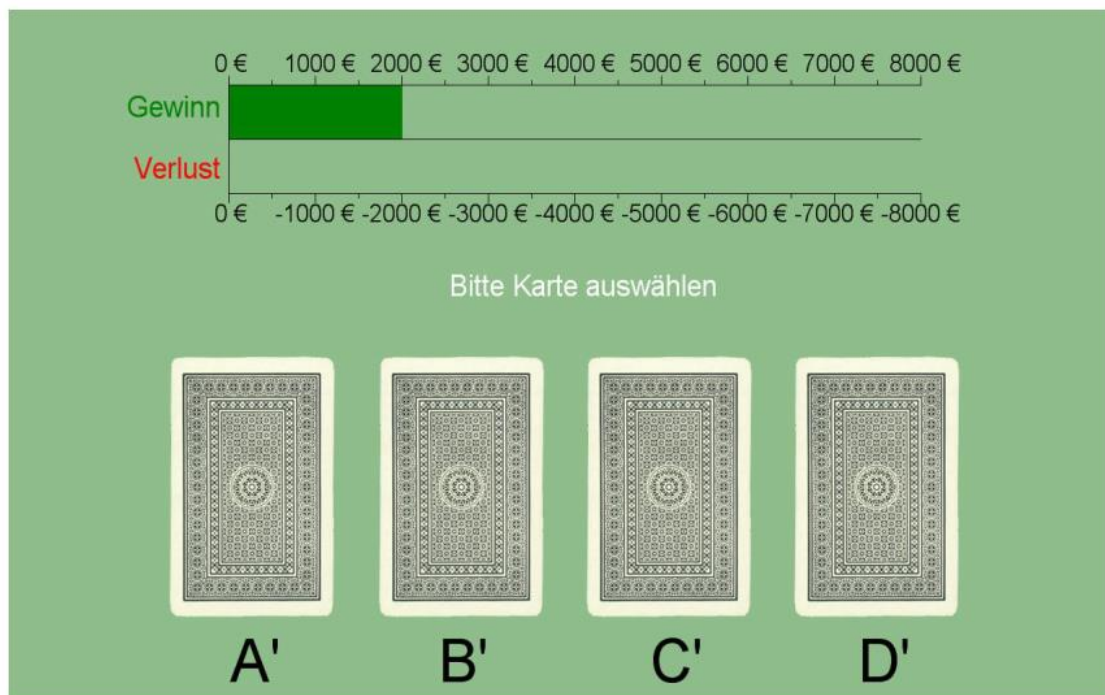 0 € 1000 € 2000 € 3000 € 4000 € 5000 € 6000 € 7000 € 8000 €
Gewinn
Verlust
0 € -1000 € -2000 € -3000 € -4000 € -5000 € -6000 € -7000 € -8000 €
Bitte Karte auswählen
A' B' C' D'